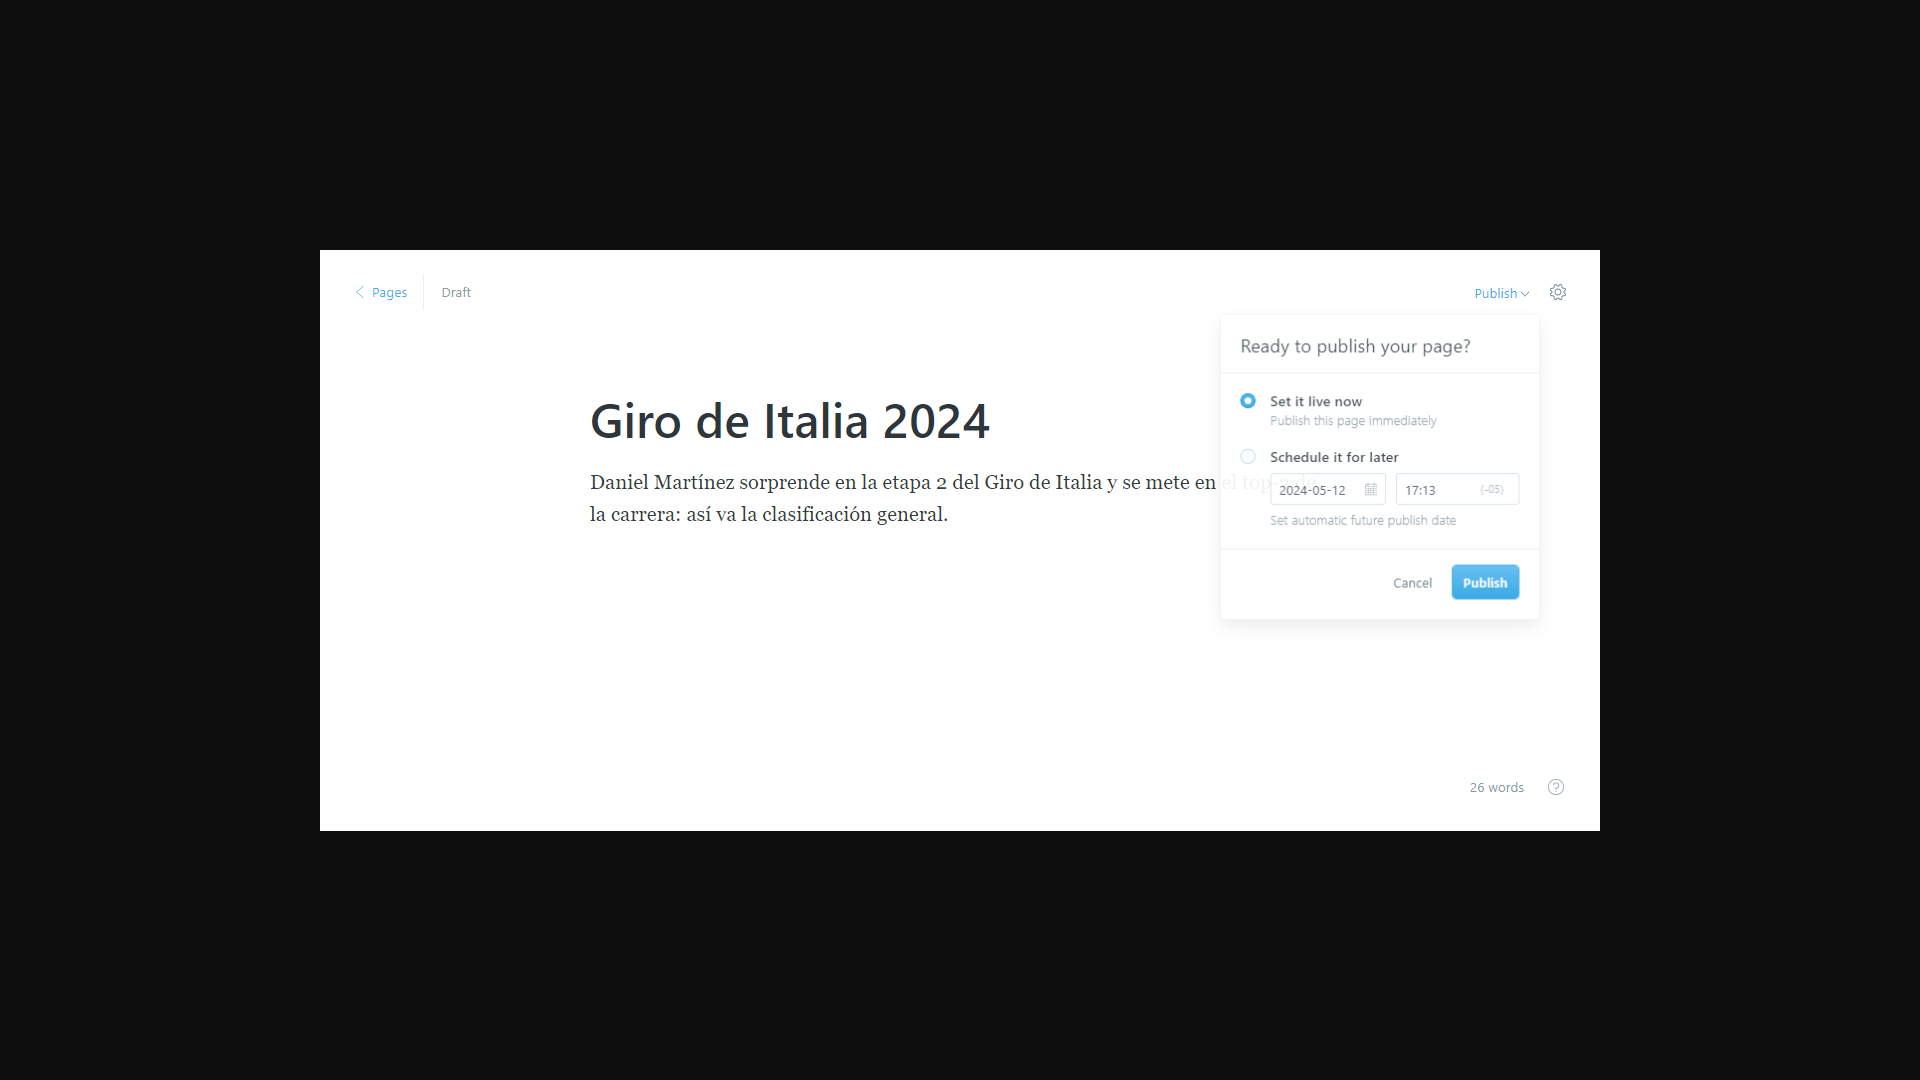 Pages
Draft
Publish
Ready to publish your page?
Set it live now
Publish this page immediately
Schedule it for later
2024-05-12
17:13
(-05)
Set automatic future publish date
Cancel
Publish
Giro de Italia 2024
Daniel Martínez sorprende en la etapa 2 del Giro de Italia y se mete en el
la carrera: así va la clasificación general.
26 words